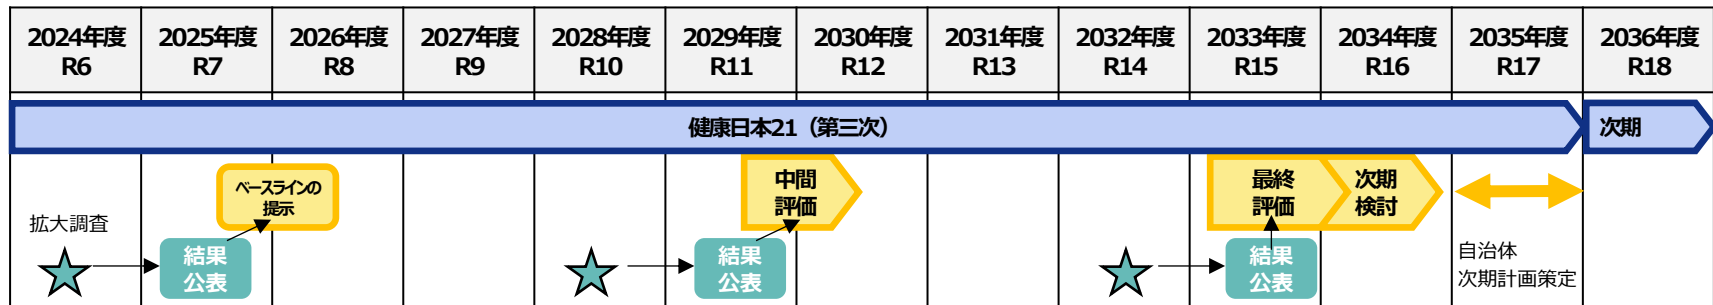 2024年度
R6
2025年度
R7
2026年度
R8
2027年度
R9
2028年度
R10
2029年度
R11
2030年度
R12
2031年度
R13
2032年度
R14
2033年度
R15
2034年度
R16
2035年度
R17
2036年度
R18
健康日本21（第三次）
次期
ベースラインの
提示
中間
評価
最終
評価
次期
検討
拡大調査
結果
公表
結果
公表
結果
公表
自治体
次期計画策定